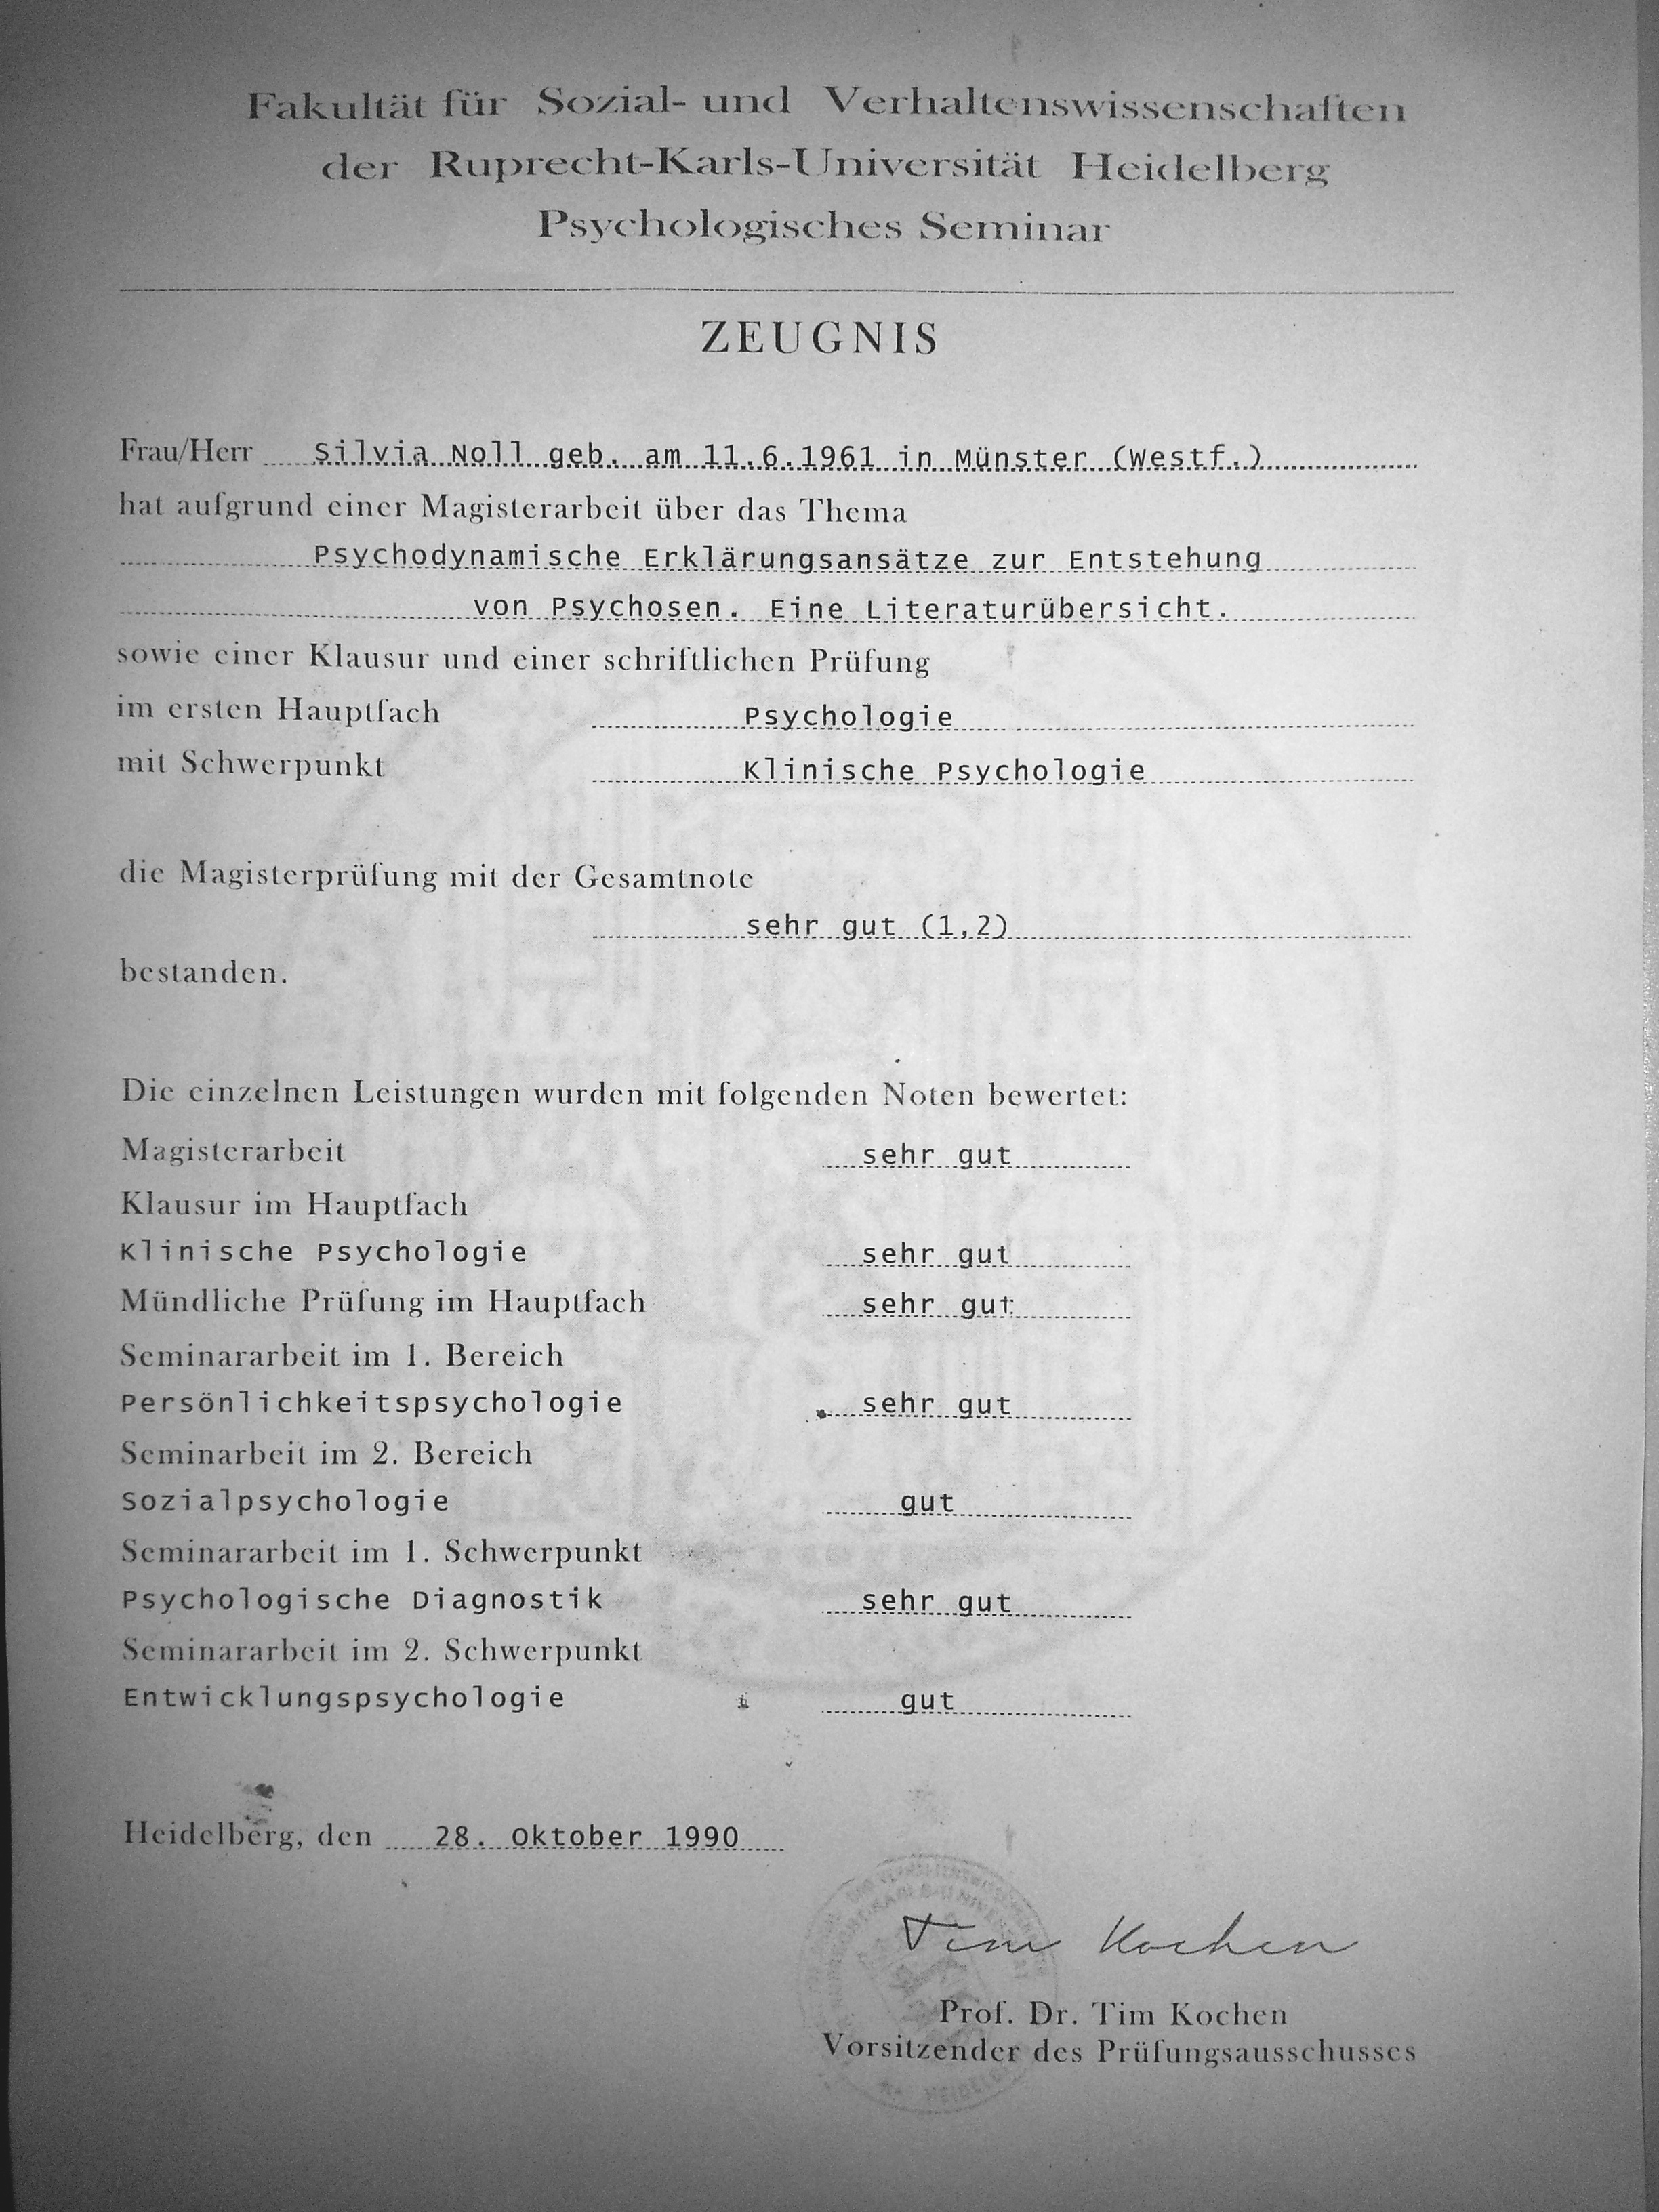 Fakultät für Sozial- und Verhaltenswissenschaften
der Ruprecht-Karls-Universität Heidelberg
Psychologisches Seminar
ZEUGNIS
Frau/Herr Silvia Noll geb. am 11.6.1961 in Münster (Westf.)
hat aufgrund einer Magisterarbeit über das Thema
Psychodynamische Erklärungsansätze zur Entstehung
von Psychosen. Eine Literaturübersicht.
sowie einer Klausur und einer schriftlichen Prüfung
im ersten Hauptfach Psychologie
mit Schwerpunkt Klinische Psychologie
die Magisterprüfung mit der Gesamtnote
sehr gut (1,2)
bestanden.
Die einzelnen Leistungen wurden mit folgenden Noten bewertet:
Magisterarbeit sehr gut
Klausur im Hauptfach
Klinische Psychologie sehr gut
Mündliche Prüfung im Hauptfach sehr gut
Seminararbeit im 1. Bereich
Persönlichkeitspsychologie sehr gut
Seminarbeit im 2. Bereich
Sozialpsychologie gut
Seminararbeit im 1. Schwerpunkt
Psychologische Diagnostik sehr gut
Seminararbeit im 2. Schwerpunkt
Entwicklungspsychologie gut
Heidelberg, den 28. Oktober 1990
Tim Kochen
Prof. Dr. Tim Kochen
Vorsitzender des Prüfungsausschusses